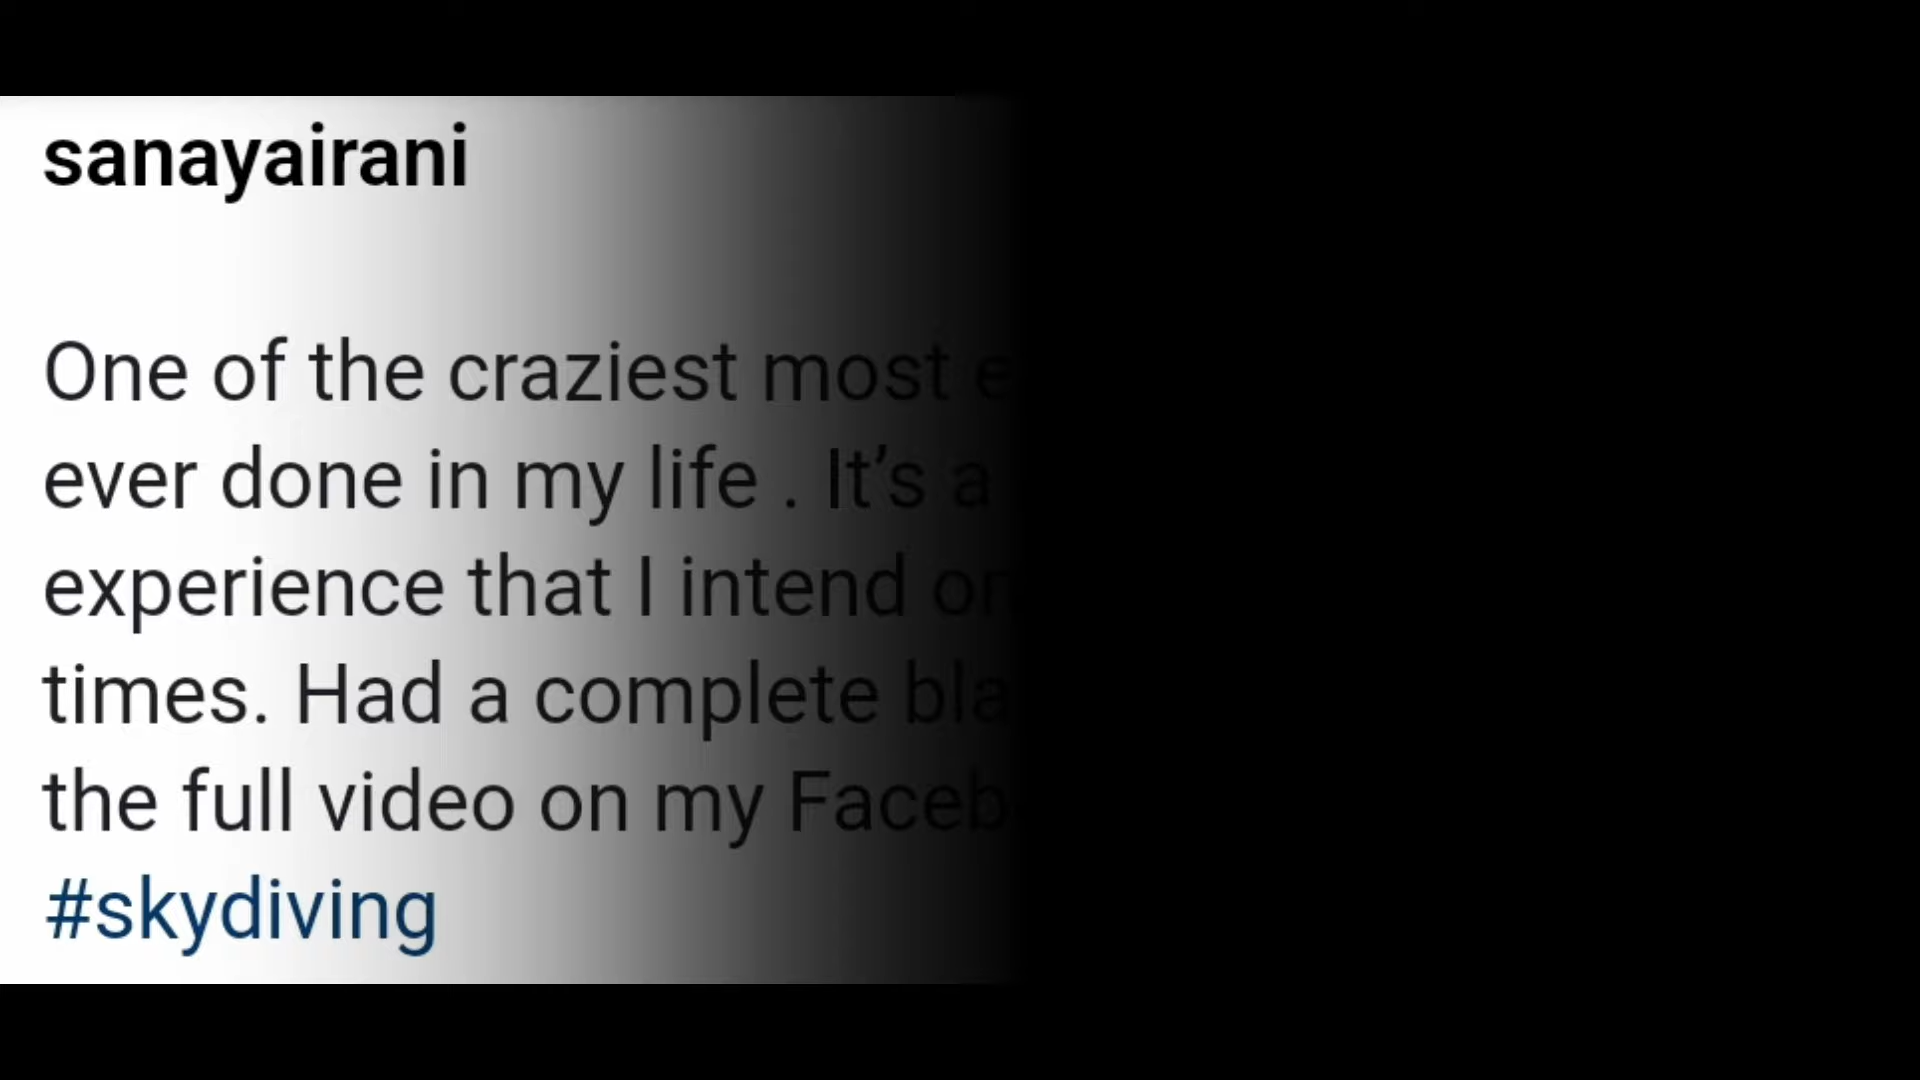 sanayairani
One of the craziest most
ever done in my life . It’s a
experience that I intend
times. Had a complete
the full video on my
#skydiving